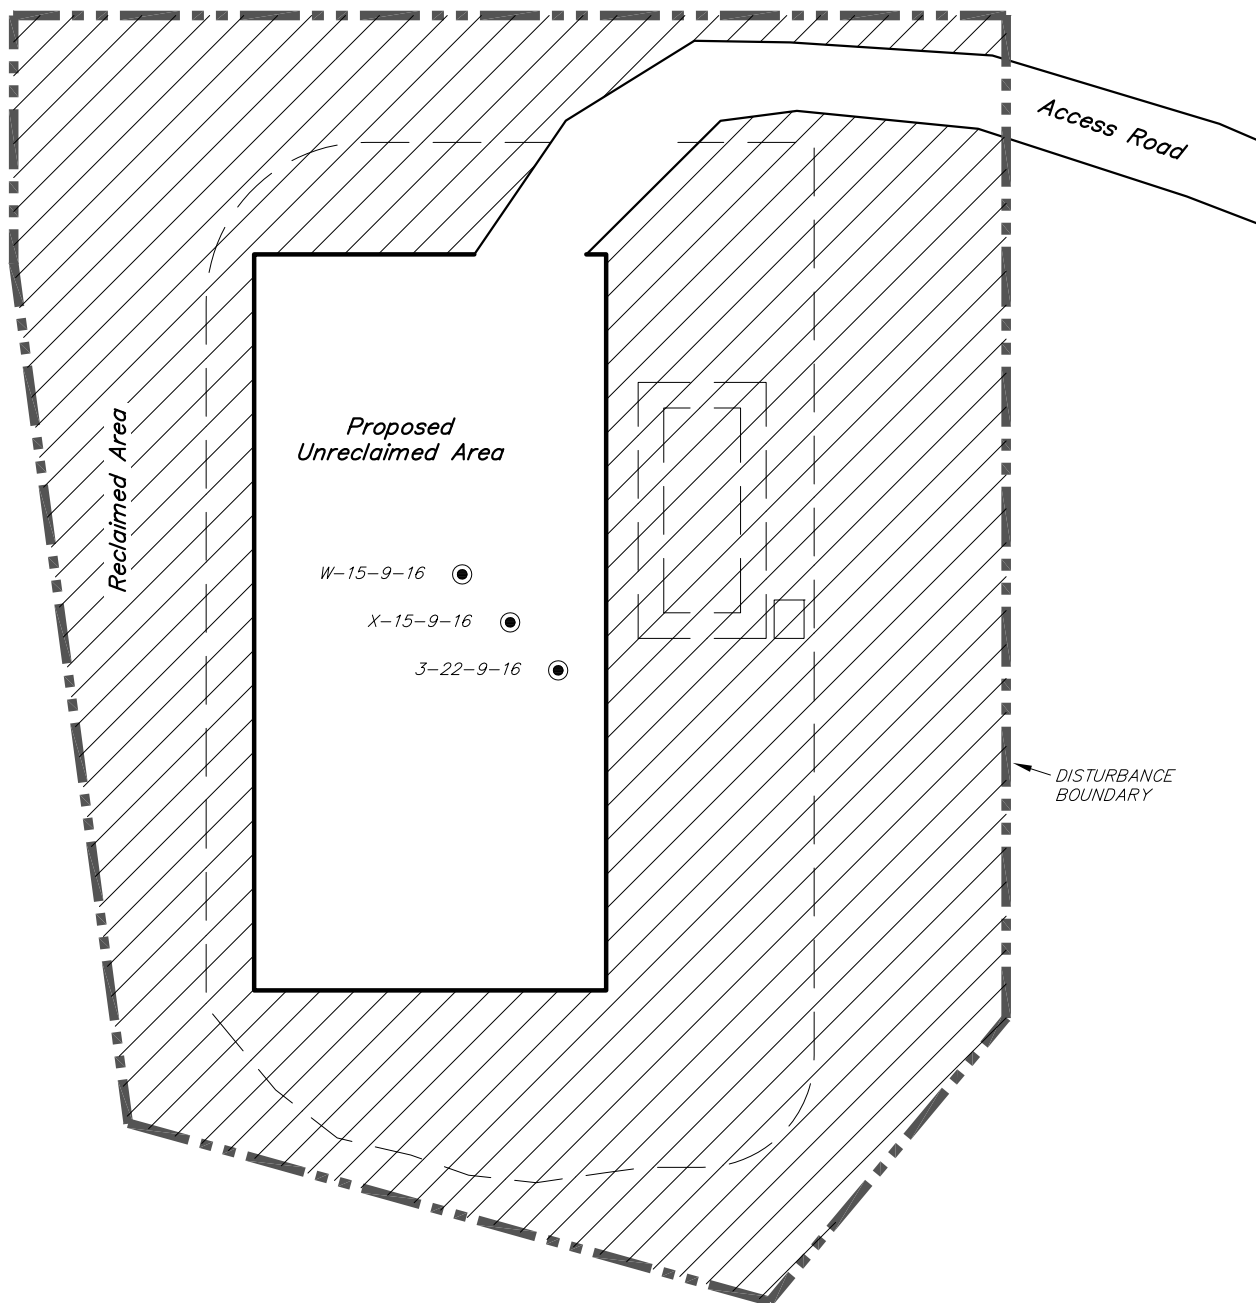 Access Road
Proposed
Unreclaimed Area
Reclaimed Area
W-15-9-16
X-15-9-16
3-22-9-16
DISTURBANCE
BOUNDARY